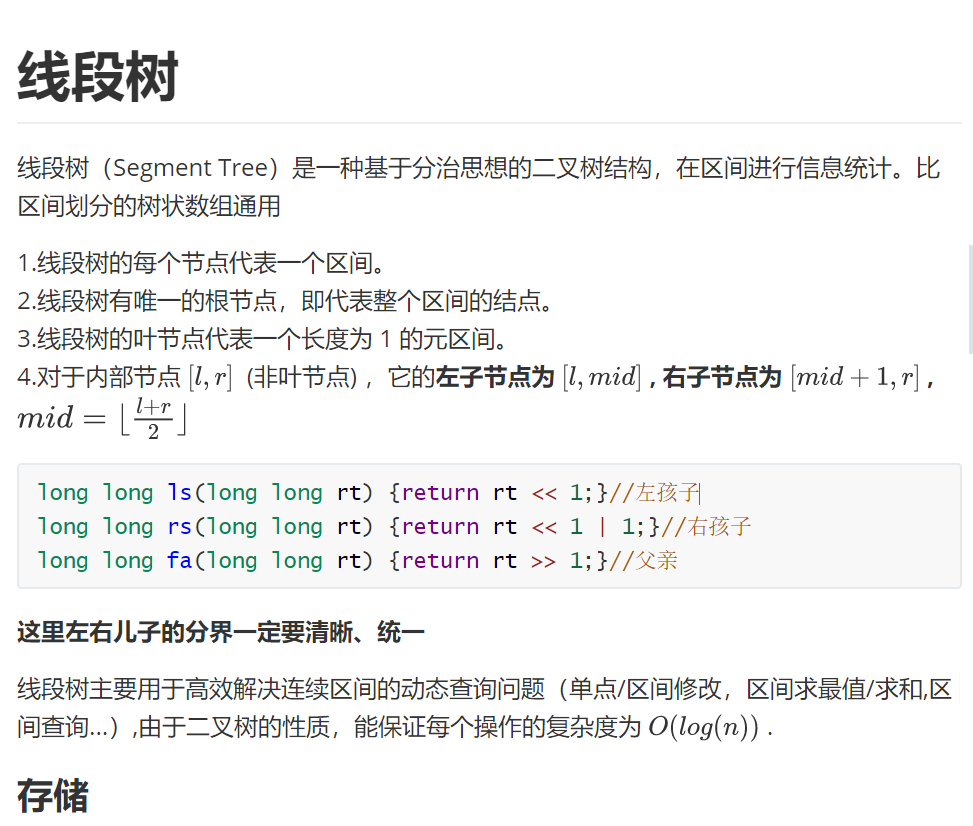 线段树
线段树（Segment Tree）是一种基于分治思想的二叉树结构，在区间进行信息统计。比
区间划分的树状数组通用
1.线段树的每个节点代表一个区间。
2.线段树有唯一的根节点，即代表整个区间的结点。
3.线段树的叶节点代表一个长度为 1 的元区间。
4.对于内部节点 [l, r]（非叶节点），它的左子节点为 [l, mid] , 右子节点为 [mid + 1, r] ,
mid = ⌊(l+r)/2⌋
long long ls(long long rt) {return rt << 1;}//左孩子
long long rs(long long rt) {return rt << 1 | 1;}//右孩子
long long fa(long long rt) {return rt >> 1;}//父亲
这里左右儿子的分界一定要清晰、统一
线段树主要用于高效解决连续区间的动态查询问题（单点/区间修改，区间求最值/求和,区
间查询...）,由于二叉树的性质，能保证每个操作的复杂度为 O(log(n)) .
存储